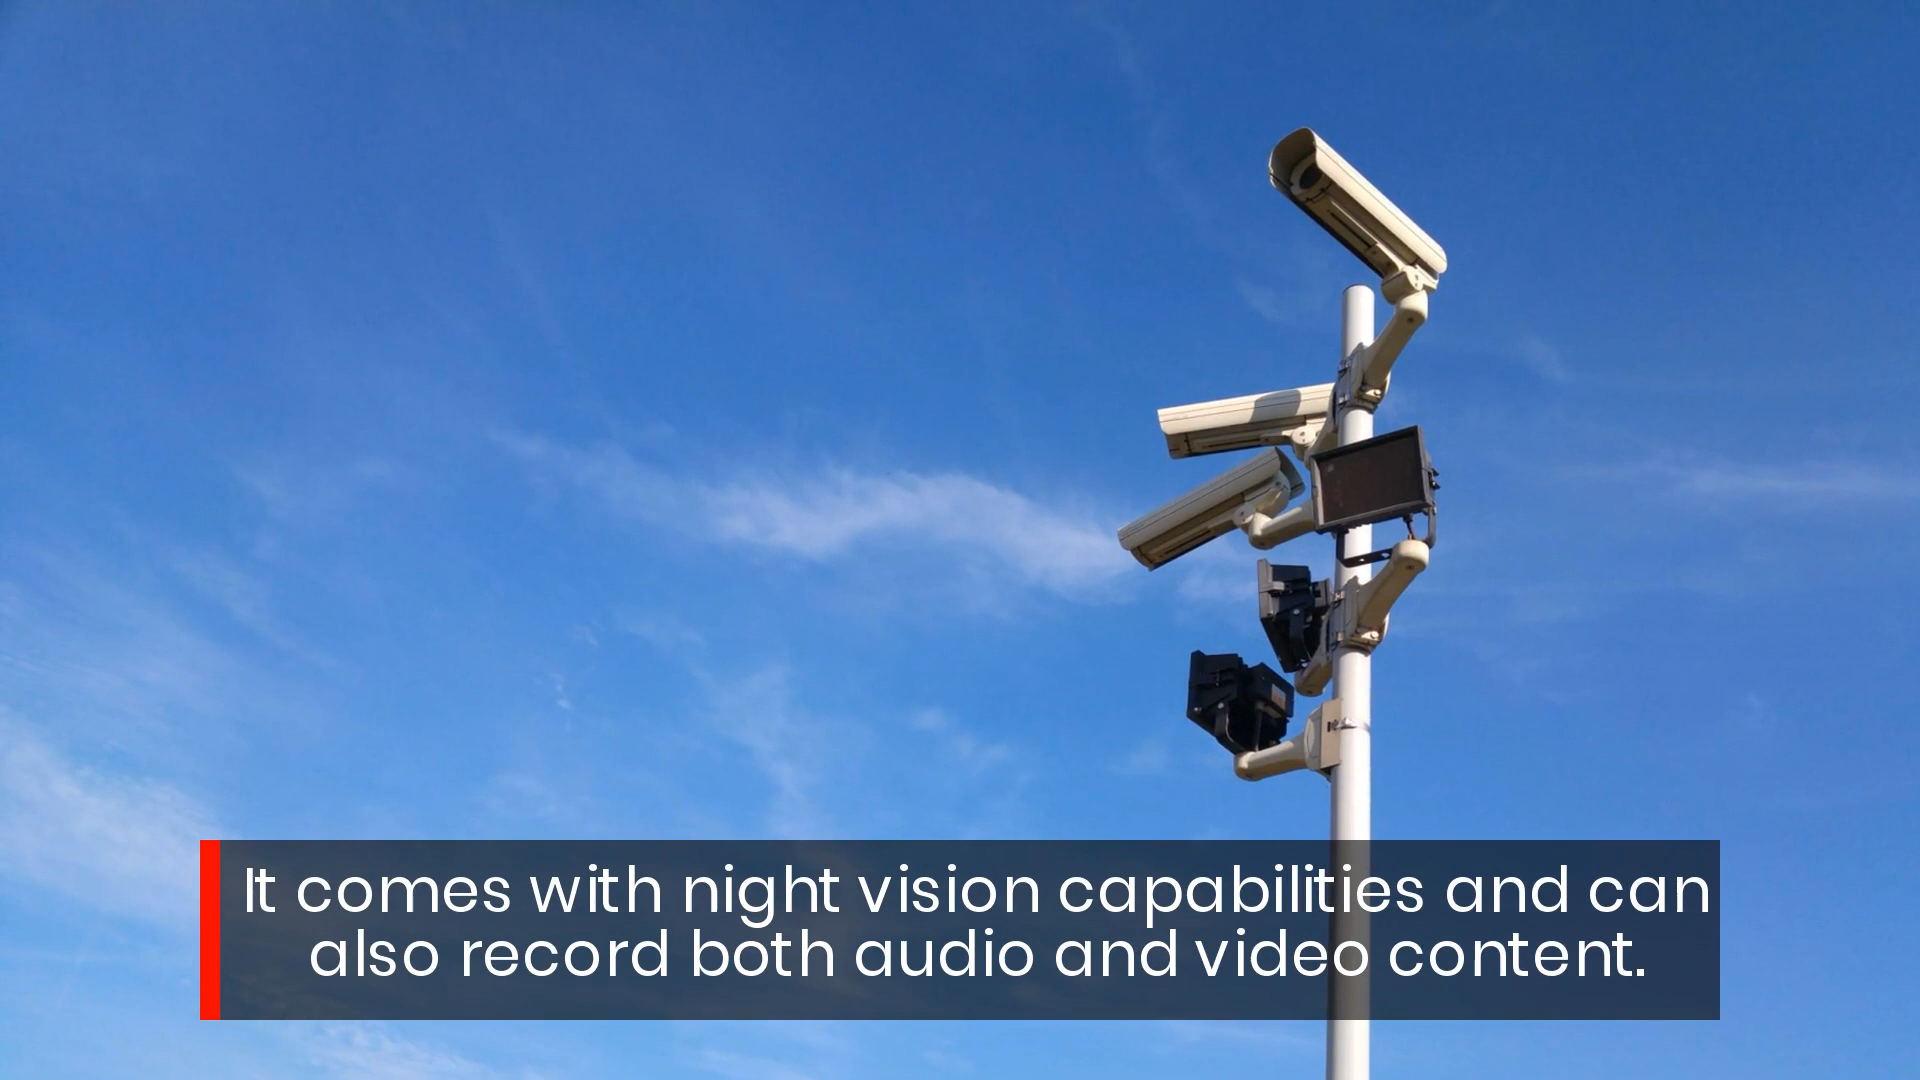 It comes with night vision capabilities and can
also record both audio and video content.